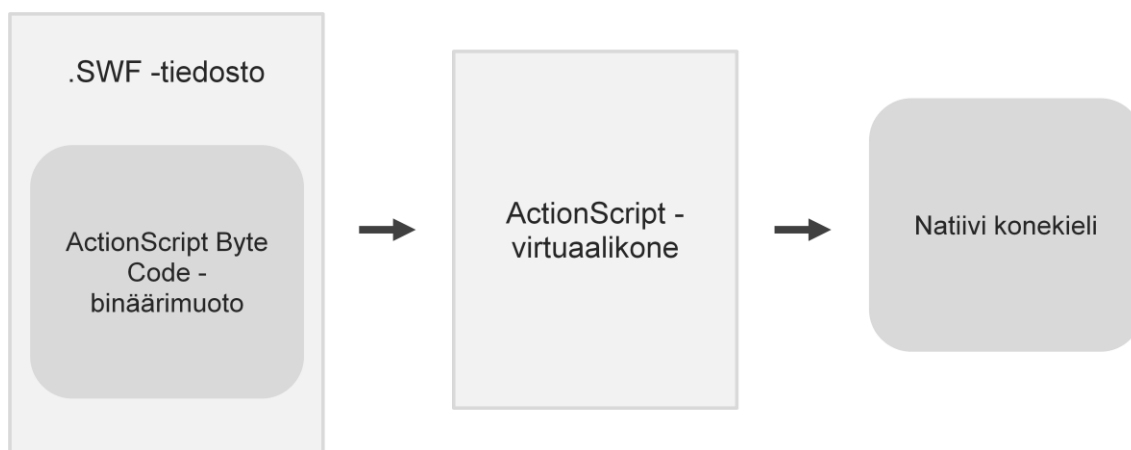 .SWF -tiedosto
ActionScript Byte
Code -
binäärimuoto
ActionScript -
virtuaalikone
Natiivi konekieli